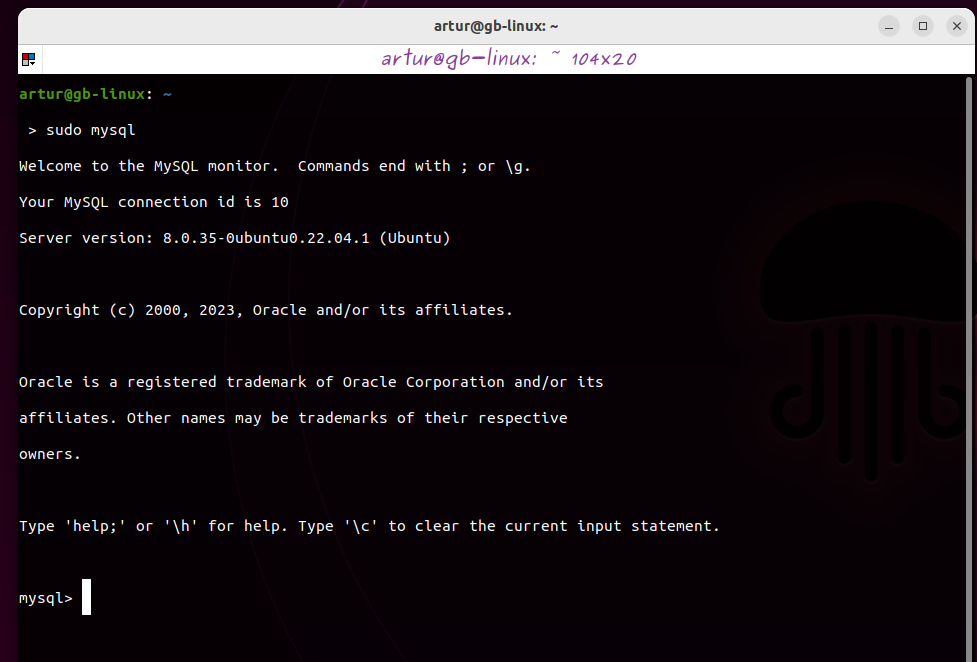 artur@gb-linux: ~
artur@gb-linux: ~ 104x20
artur@gb-linux: ~
> sudo mysql
Welcome to the MySQL monitor.  Commands end with ; or \g.
Your MySQL connection id is 10
Server version: 8.0.35-0ubuntu0.22.04.1 (Ubuntu)
Copyright (c) 2000, 2023, Oracle and/or its affiliates.
Oracle is a registered trademark of Oracle Corporation and/or its
affiliates. Other names may be trademarks of their respective
owners.
Type 'help;' or '\h' for help. Type '\c' to clear the current input statement.
mysql>